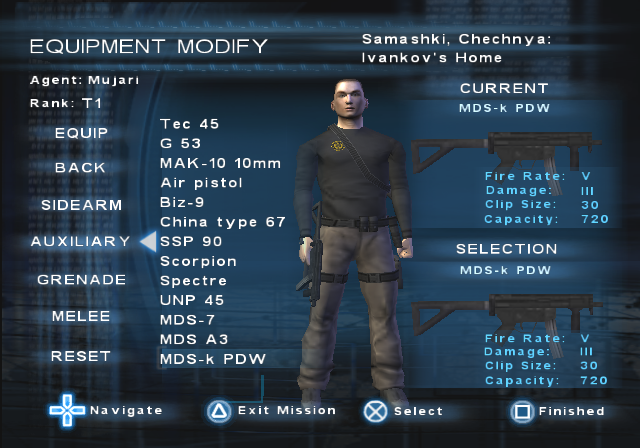 EQUIPMENT MODIFY
Samashki, Chechnya:
Ivankov's Home
Agent: Mujari
Rank: T1
EQUIP
BACK
SIDEARM
AUXILIARY
GRENADE
MELEE
RESET
Tec 45
G 53
MAK-10 10mm
Air pistol
Biz-9
China type 67
SSP 90
Scorpion
Spectre
UNP 45
MDS-7
MDS A3
MDS-k PDW
CURRENT
MDS-k PDW
Fire Rate: V
Damage: III
Clip Size: 30
Capacity: 720
SELECTION
MDS-k PDW
Fire Rate: V
Damage: III
Clip Size: 30
Capacity: 720
Navigate
Exit Mission
Select
Finished